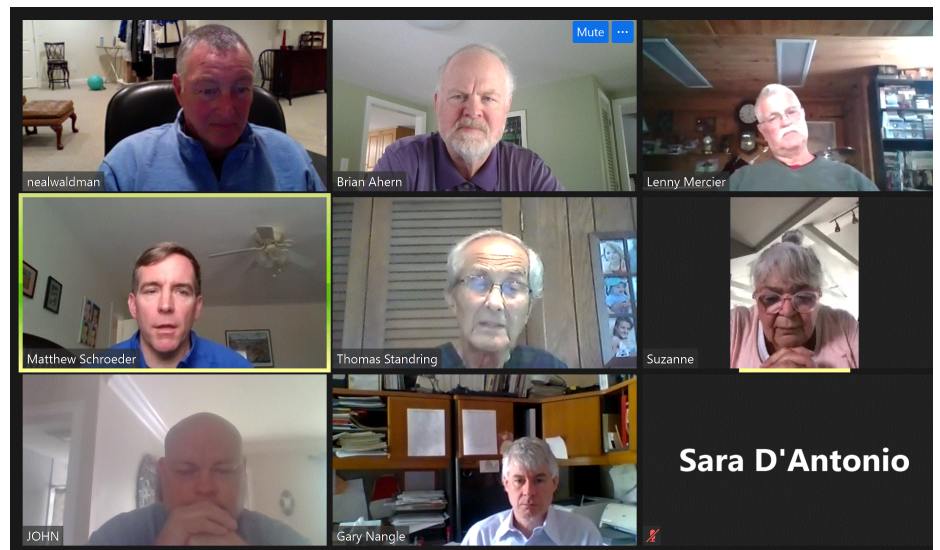 Mute ...
nealwaldman
Brian Ahern
Lenny Mercier
Matthew Schroeder
Thomas Standring
Suzanne
JOHN
Gary Nangle
Sara D'Antonio